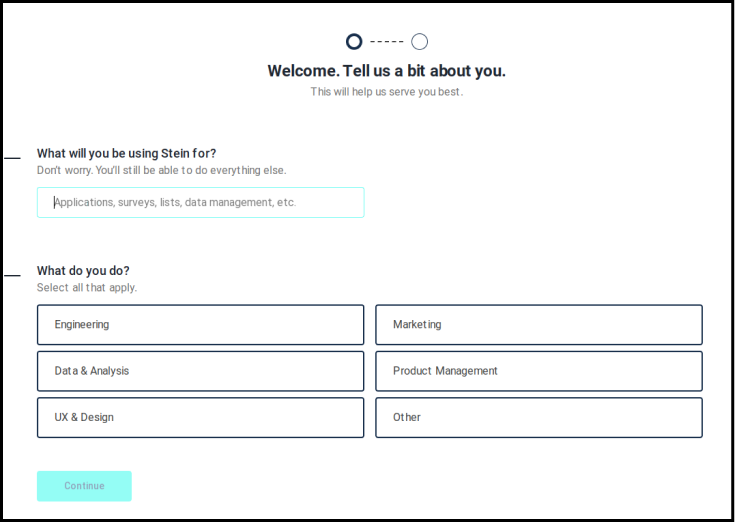 Welcome. Tell us a bit about you.
This will help us serve you best.
What will you be using Stein for?
Don't worry. You'll still be able to do everything else.
Applications, surveys, lists, data management, etc.
What do you do?
Select all that apply.
Engineering
Marketing
Data & Analysis
Product Management
UX & Design
Other
Continue